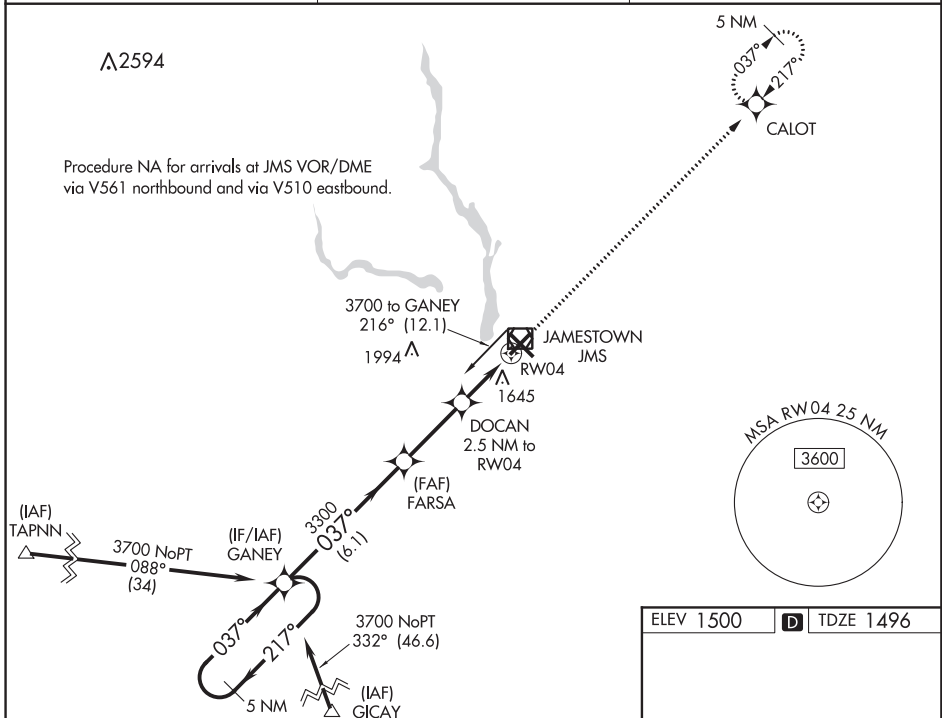 5 NM
037°
217°
CALOT
2594
Procedure NA for arrivals at JMS VOR/DME
via V561 northbound and via V510 eastbound.
3700 to GANEY
216° (12.1)
1994
JAMESTOWN
JMS
RW04
1645
DOCAN
2.5 NM to
RW04
MSA RW04 25 NM
3600
(FAF)
FARSA
3300
037°
(6.1)
(IAF)
TAPNN
3700 NoPT
088°
(34)
(IF/IAF)
GANEY
037°
217°
5 NM
3700 NoPT
332° (46.6)
(IAF)
GICAY
ELEV 1500 D TDZE 1496